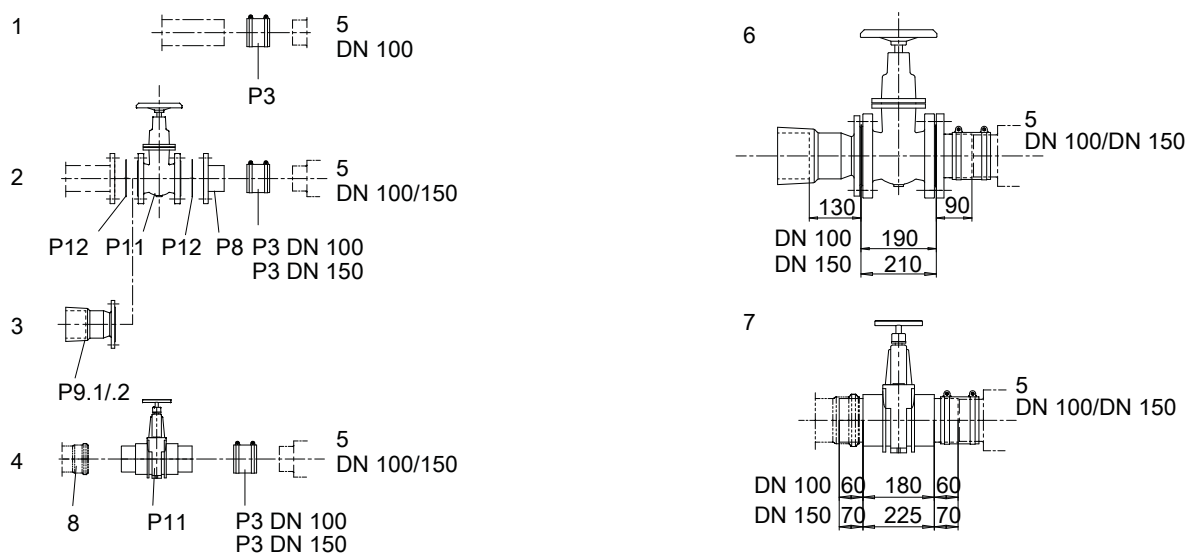 1
5
DN 100
P3
2
5
DN 100/150
P12 P11 P12 P8 P3 DN 100
P3 DN 150
3
P9.1/.2
4
5
DN 100/150
8 P11 P3 DN 100
P3 DN 150
6
5
DN 100/DN 150
130 90
DN 100 190
DN 150 210
7
5
DN 100/DN 150
DN 100 60 180 60
DN 150 70 225 70